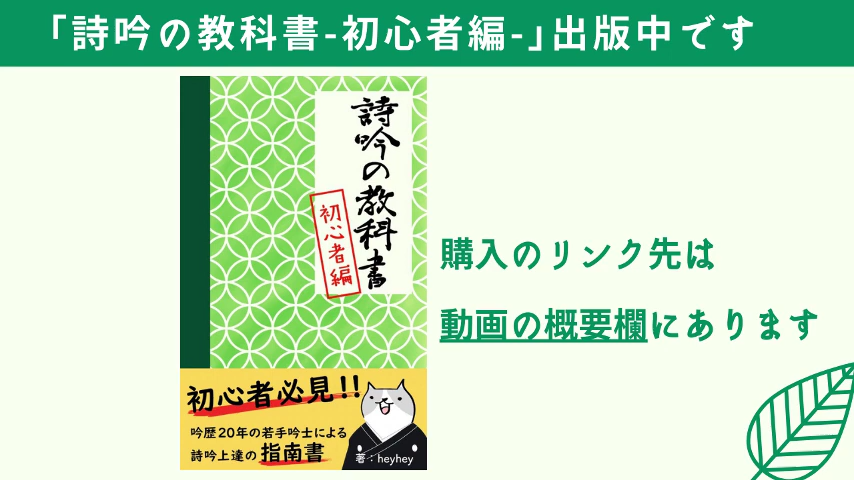 「詩吟の教科書-初心者編-」出版中です
詩吟の教科書
初心者編
初心者必見!!
吟歴20年の若手吟士による
詩吟上達の指南書
著：heyhey
購入のリンク先は
動画の概要欄にあります